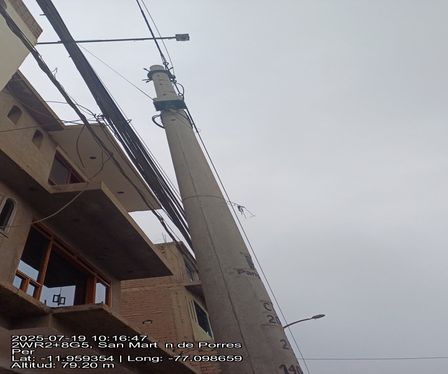 2025-07-19 10:16:47
2WR2+8G5, San Mart n de Porres
Per
Lat: -11.959354 | Long: -77.098659
Altitud: 79.20 m